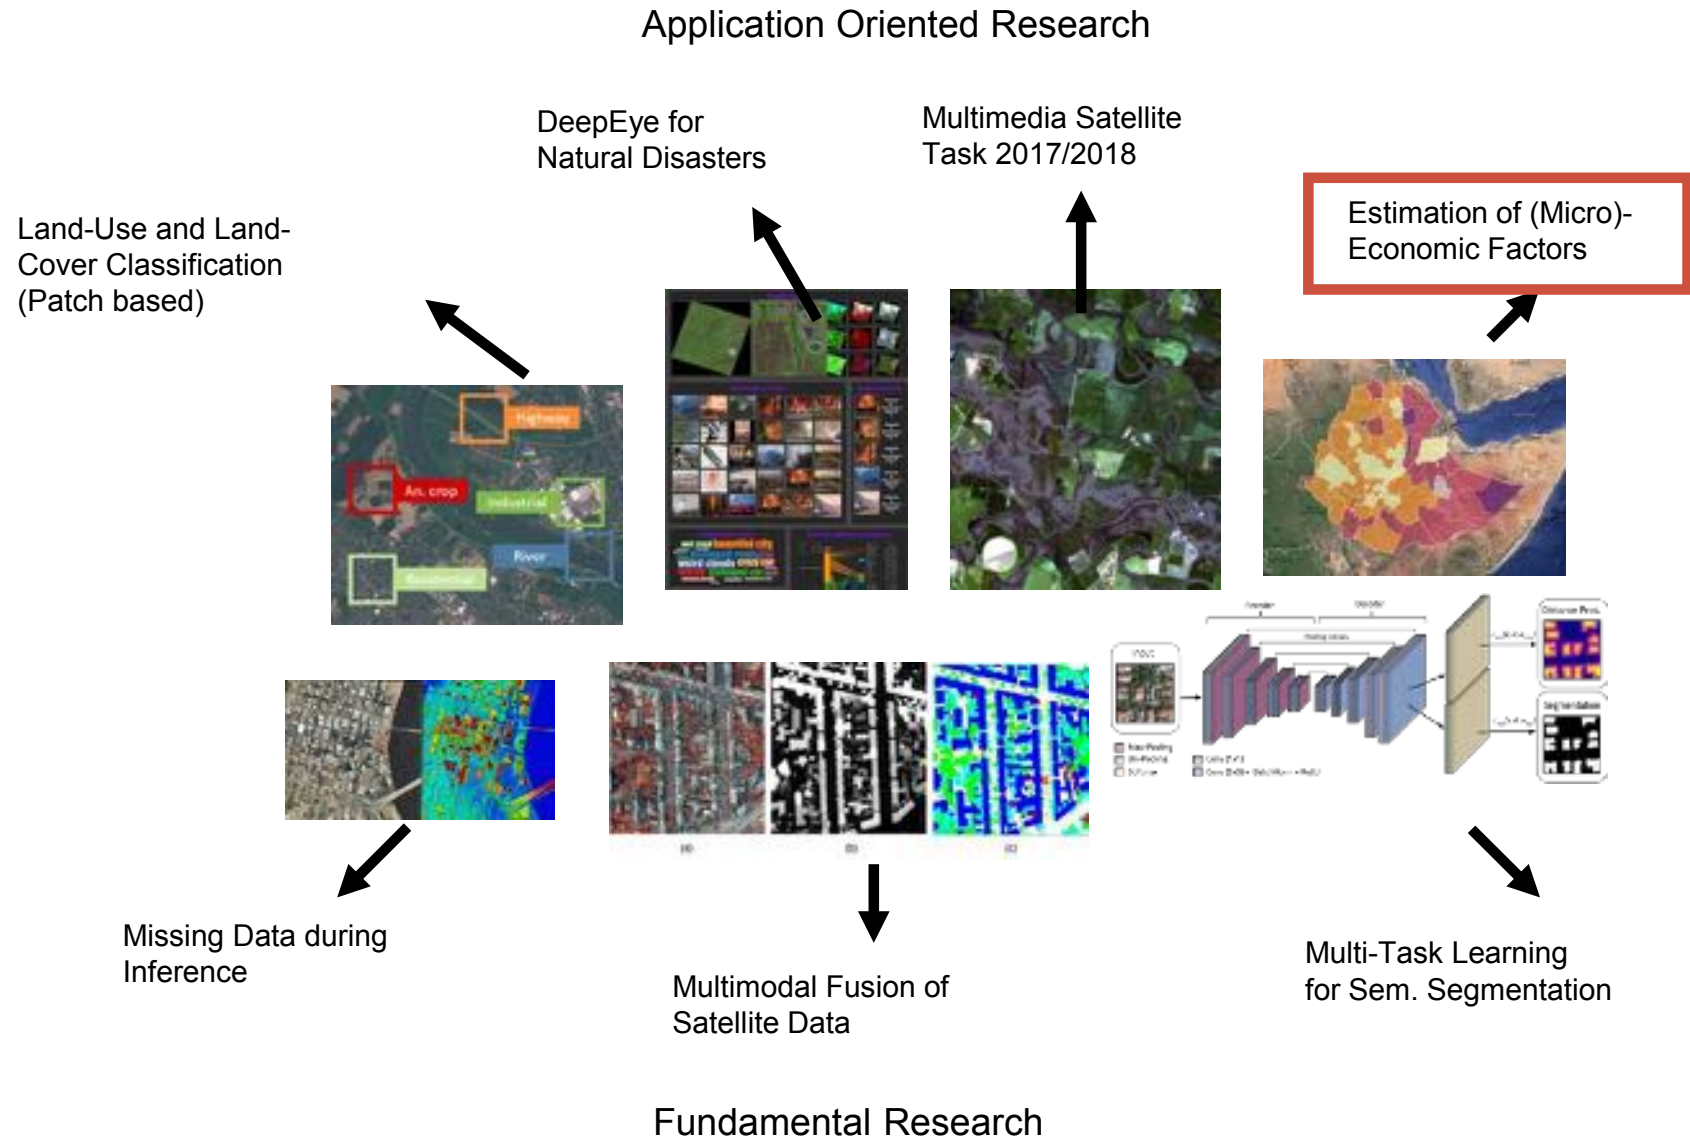 Application Oriented Research
DeepEye for
Natural Disasters
Multimedia Satellite
Task 2017/2018
Estimation of (Micro)-
Economic Factors
Land-Use and Land-
Cover Classification
(Patch based)
Highway
An. crop
Industrial
River
Residential
Input
Segmentation
(a)
(b)
(c)
Missing Data during
Inference
Multimodal Fusion of
Satellite Data
Multi-Task Learning
for Sem. Segmentation
Fundamental Research